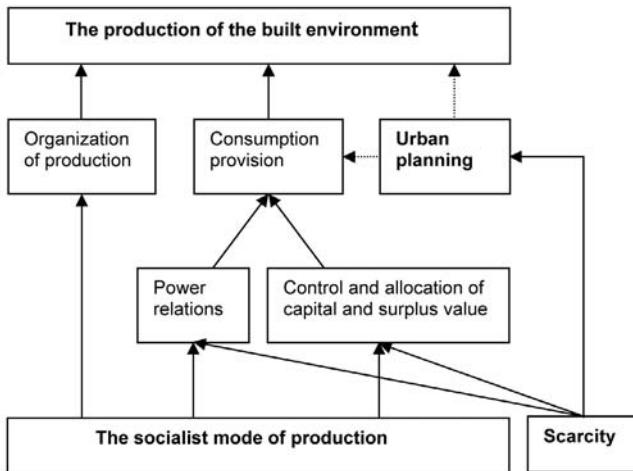 The production of the built environment
Organization
of production
Consumption
provision
Urban
planning
Power
relations
Control and allocation of
capital and surplus value
The socialist mode of production
Scarcity